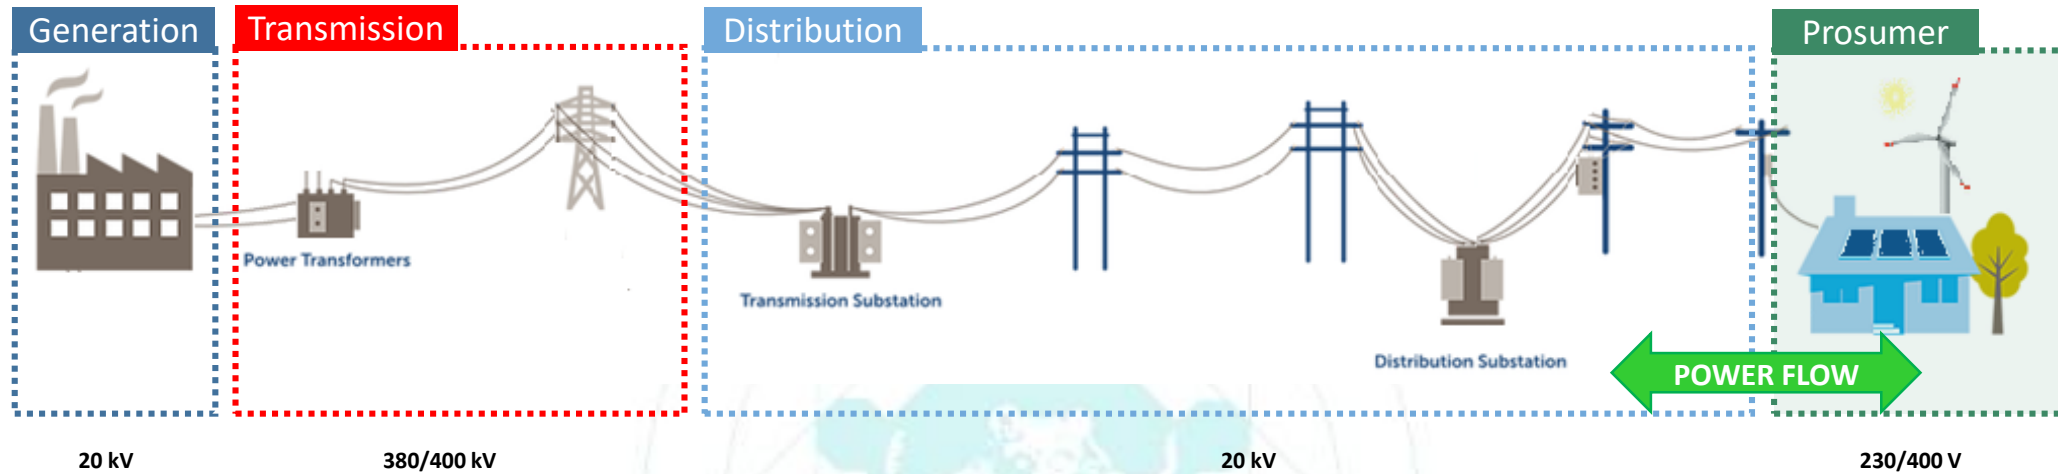 Generation
Transmission
Distribution
Prosumer
Power Transformers
Transmission Substation
Distribution Substation
POWER FLOW
20 kV
380/400 kV
20 kV
230/400 V